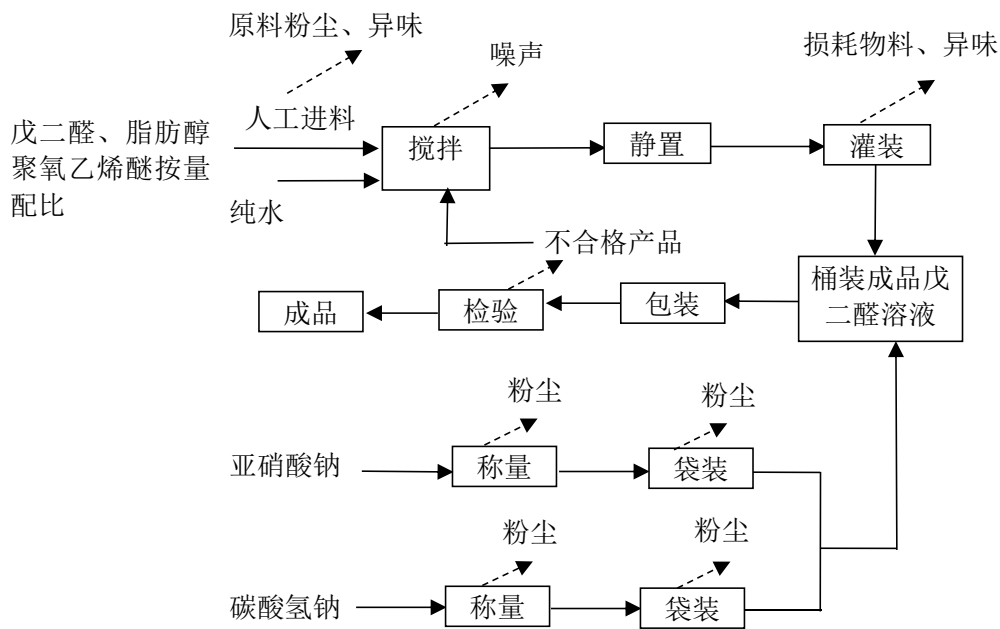 原料粉尘、异味
噪声
损耗物料、异味
人工进料
戊二醛、脂肪醇
聚氧乙烯醚按量
配比
搅拌
静置
灌装
纯水
不合格产品
桶装成品戊
二醛溶液
包装
检验
成品
粉尘
粉尘
亚硝酸钠
称量
袋装
粉尘
粉尘
碳酸氢钠
称量
袋装